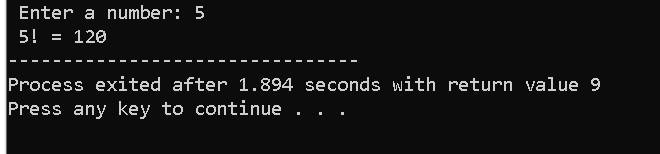 Enter a number: 5
5! = 120
--------------------------------
Process exited after 1.894 seconds with return value 9
Press any key to continue . . .